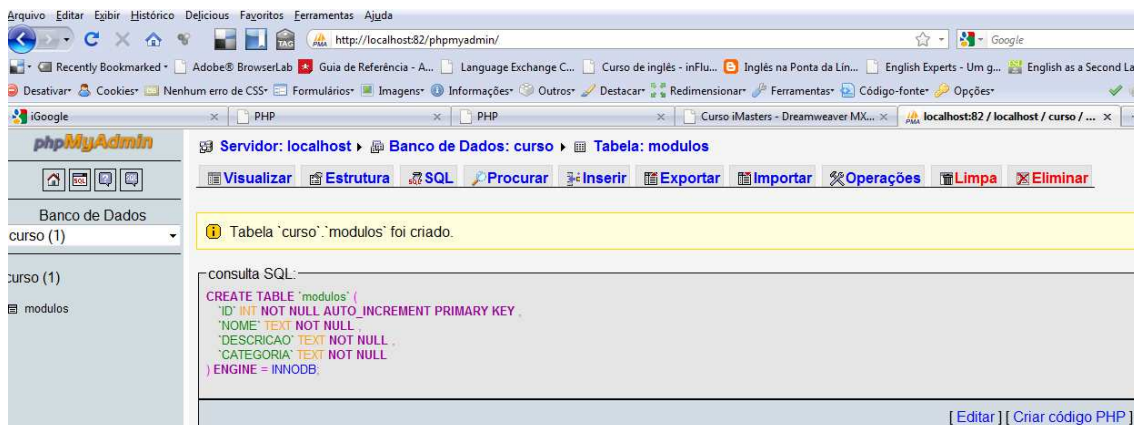 Arquivo Editar Exibir Histórico Delicious Favoritos Ferramentas Ajuda
http://localhost:82/phpmyadmin/ Google
Recently Bookmarked Adobe® BrowserLab Guia de Referência - A... Language Exchange C... Curso de inglês - inFlu... Inglês na Ponta da Lín... English Experts - Um g... English as a Second La
Desativar Cookies Nenhum erro de CSS Formulários Imagens Informações Outros Destacar Redimensionar Ferramentas Código-fonte Opções
iGoogle PHP PHP Curso iMasters - Dreamweaver MX... localhost:82 / localhost / curso / ...
phpMyAdmin
Servidor: localhost Banco de Dados: curso Tabela: modulos
Visualizar Estrutura SQL Procurar Inserir Exportar Importar Operações Limpa Eliminar
Banco de Dados
curso (1)
Tabela `curso`.`modulos` foi criado.
curso (1)
modulos
consulta SQL:
CREATE TABLE `modulos` (
`ID` INT NOT NULL AUTO_INCREMENT PRIMARY KEY ,
`NOME` TEXT NOT NULL ,
`DESCRICAO` TEXT NOT NULL ,
`CATEGORIA` TEXT NOT NULL
) ENGINE = INNODB;
[ Editar ] [ Criar código PHP ]